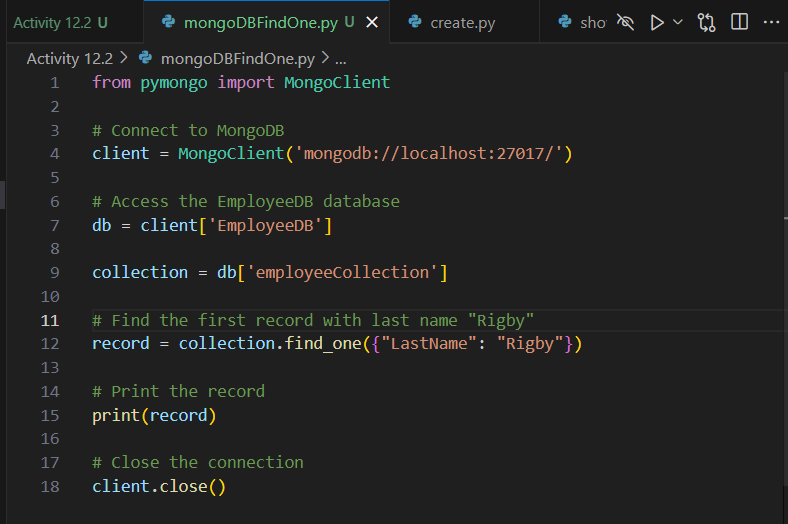 Activity 12.2 U mongoDBFindOne.py U create.py sho
Activity 12.2 > mongoDBFindOne.py > ...
1 from pymongo import MongoClient
2
3 # Connect to MongoDB
4 client = MongoClient('mongodb://localhost:27017/')
5
6 # Access the EmployeeDB database
7 db = client['EmployeeDB']
8
9 collection = db['employeeCollection']
10
11 # Find the first record with last name "Rigby"
12 record = collection.find_one({"LastName": "Rigby"})
13
14 # Print the record
15 print(record)
16
17 # Close the connection
18 client.close()